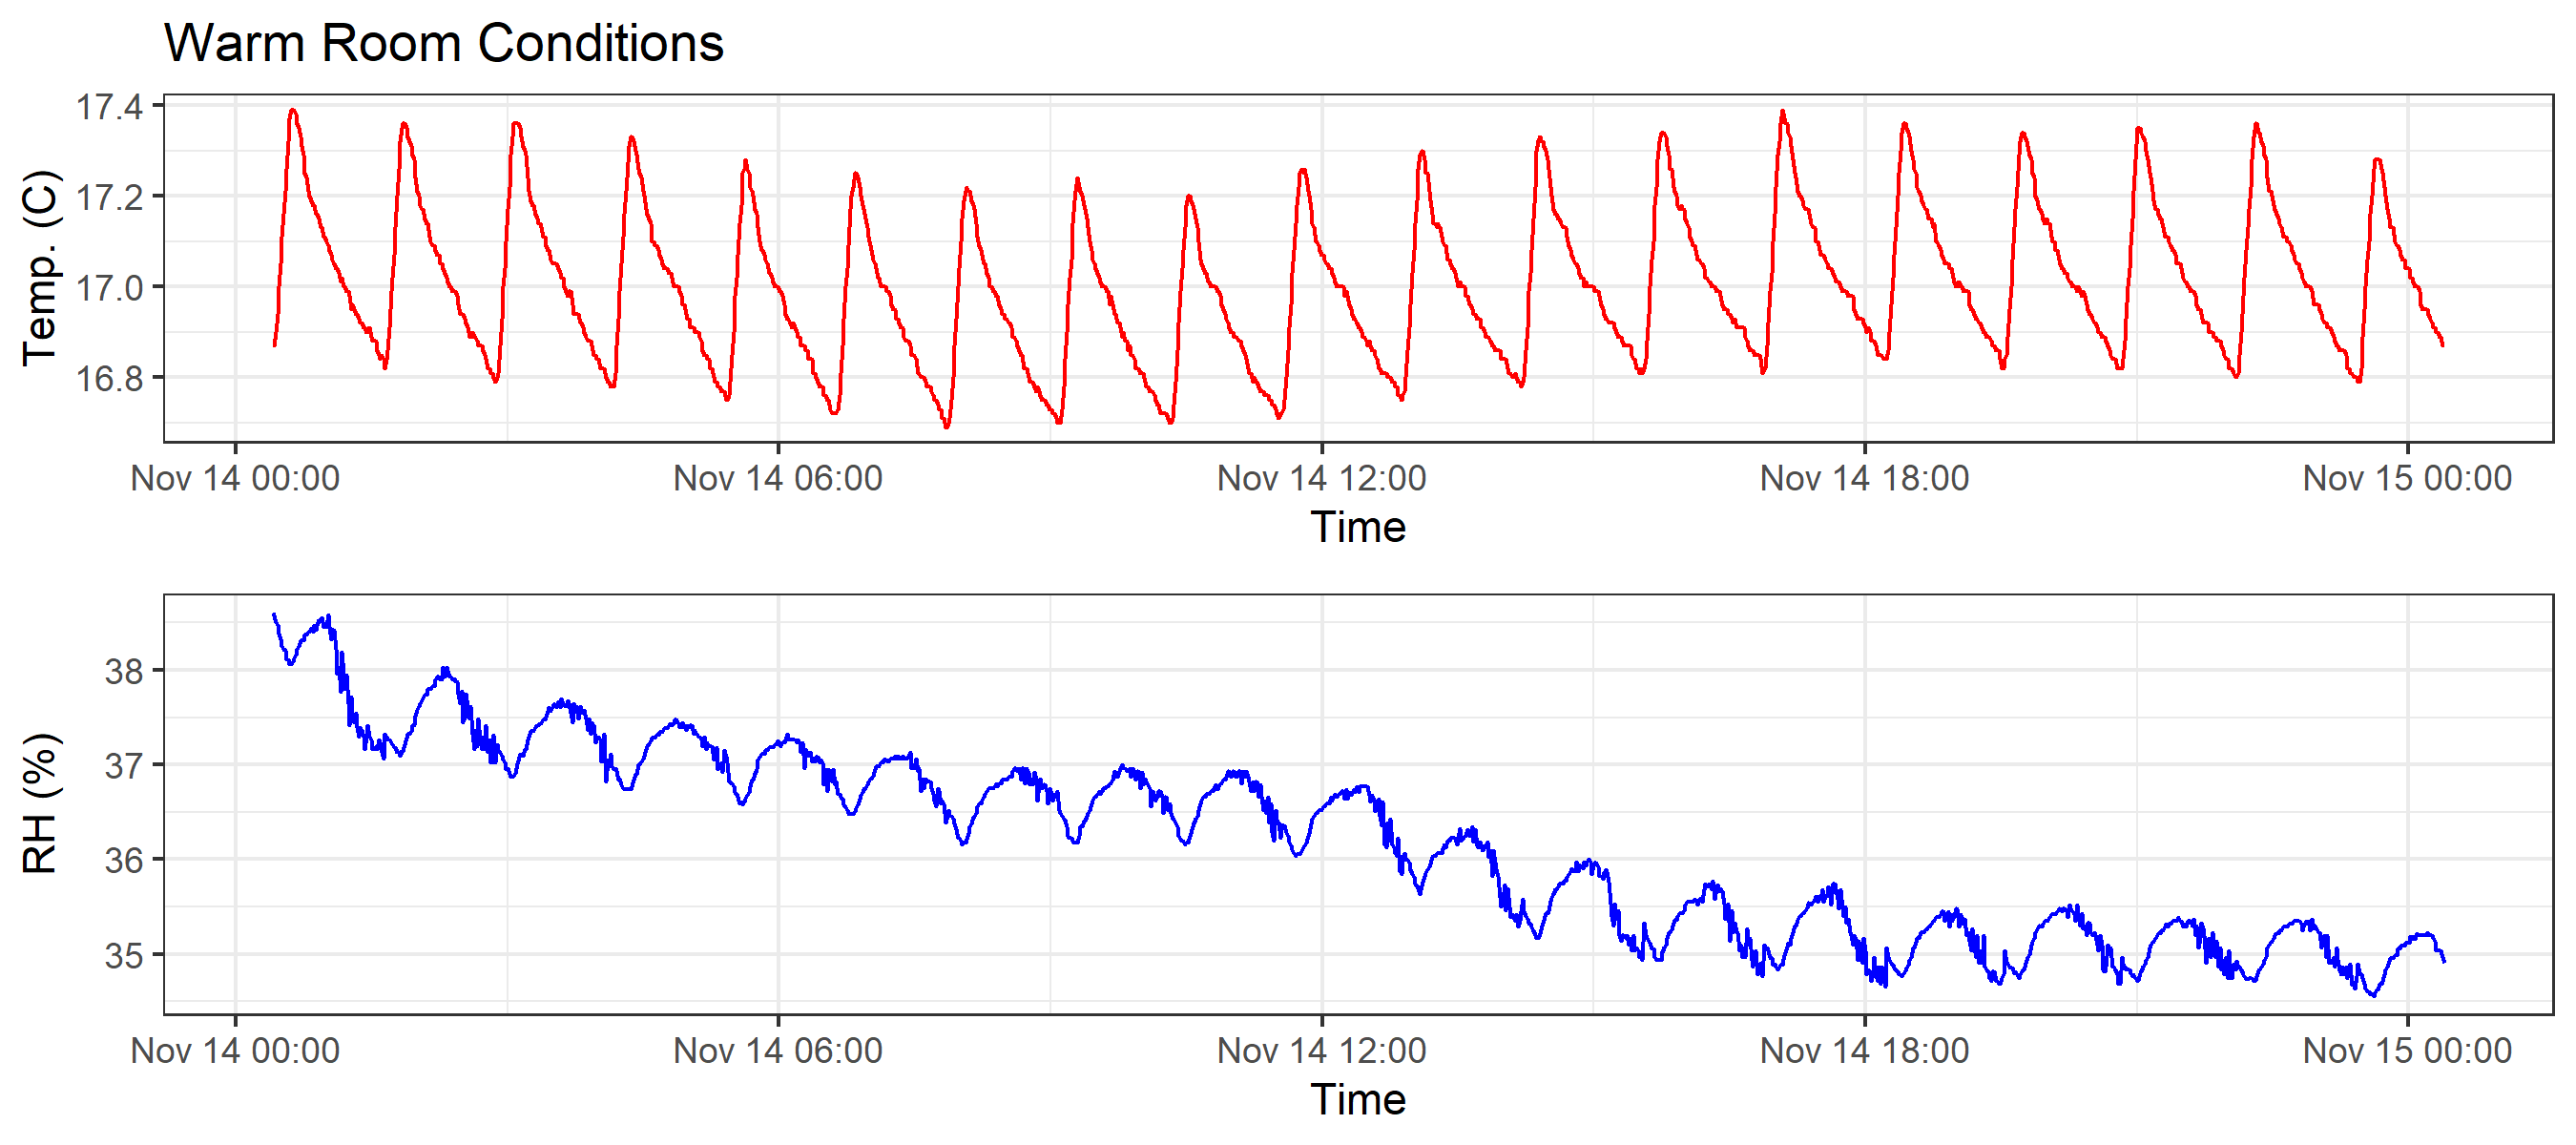 Warm Room Conditions
Temp. (C)
17.4
17.2
17.0
16.8
Nov 14 00:00 Nov 14 06:00 Nov 14 12:00 Nov 14 18:00 Nov 15 00:00
Time
RH (%)
38
37
36
35
Nov 14 00:00 Nov 14 06:00 Nov 14 12:00 Nov 14 18:00 Nov 15 00:00
Time